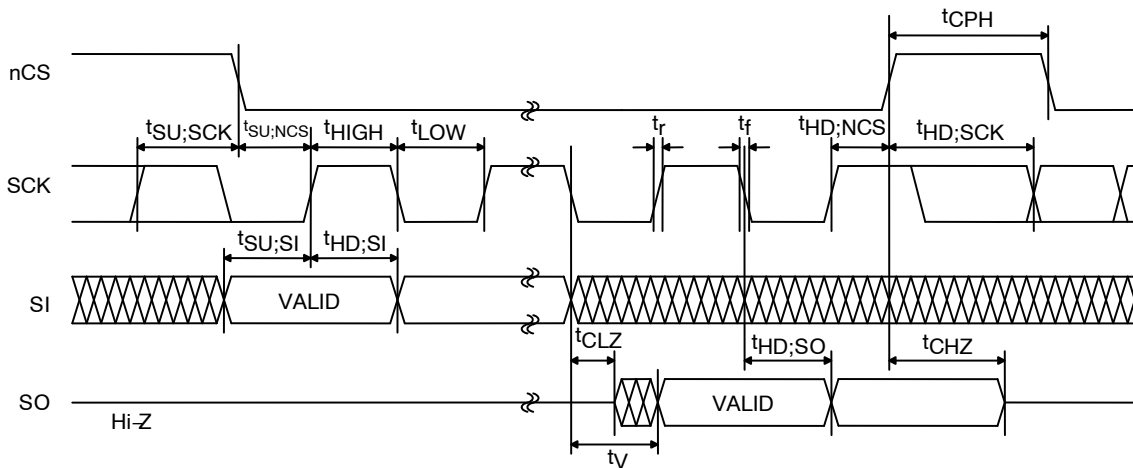 tCPH
nCS
tSU;SCK tSU;NCS tHIGH tLOW tr tf tHD;NCS tHD;SCK
SCK
tSU;SI tHD;SI
SI VALID
tCLZ tHD;SO tCHZ
SO VALID
Hi-Z
tV